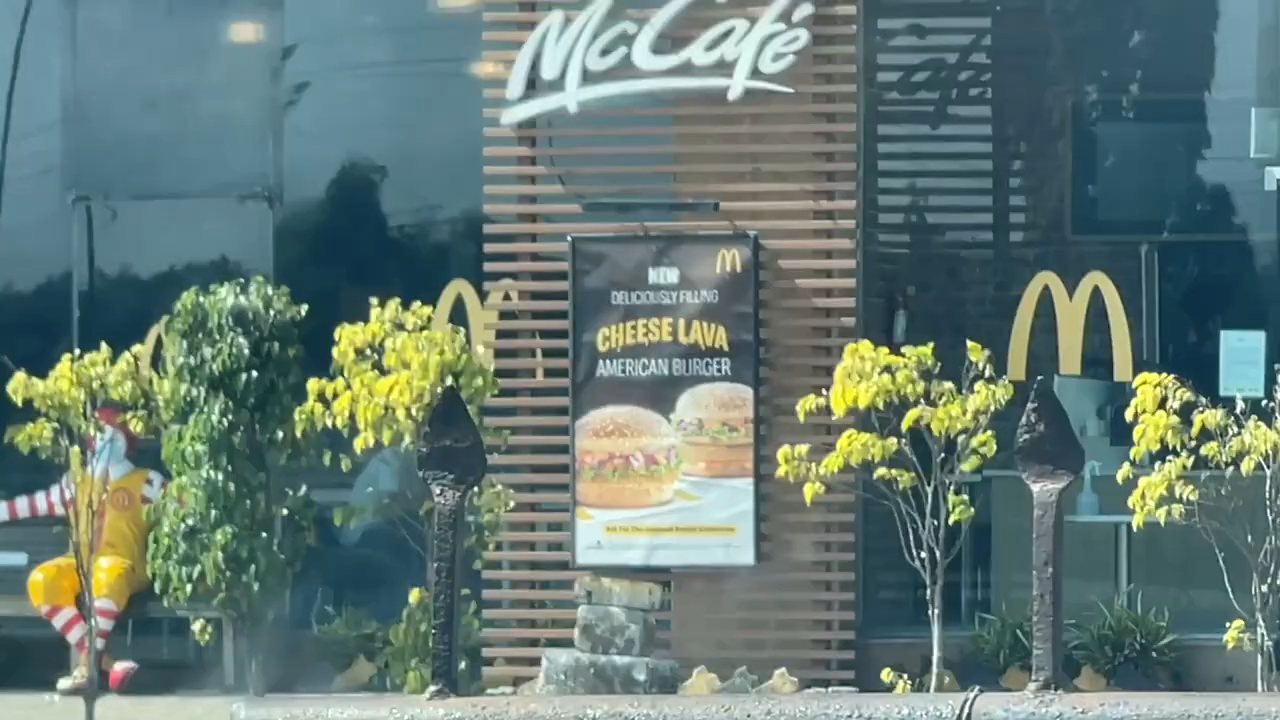 McCafé
NEW
DELICIOUSLY FILLING
CHEESE LAVA
AMERICAN BURGER